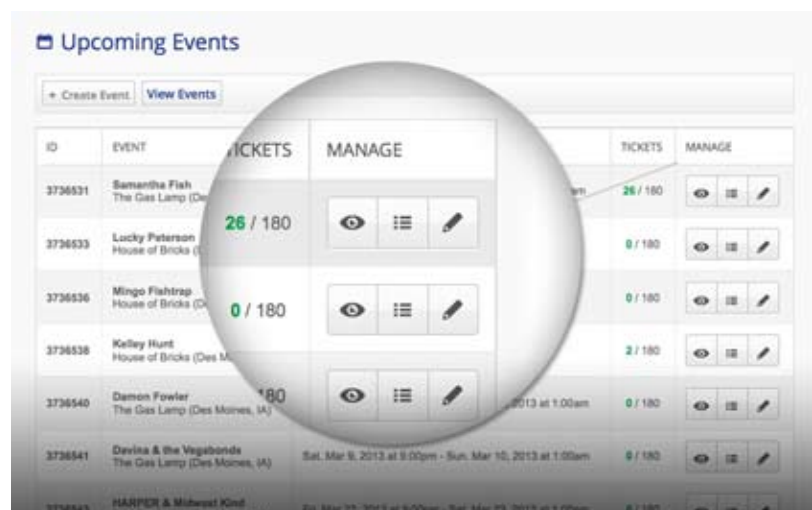 Upcoming Events
+ Create Event View Events
ID EVENT TICKETS MANAGE TICKETS MANAGE
3736531 Samantha Fish 26 / 180 26 / 180
The Gas Lamp
3736533 Lucky Peterson 0 / 180 0 / 180
House of Bricks
3736536 Mingo Fishtrap 0 / 180
House of Bricks
3736538 Kelley Hunt 2 / 180
House of Bricks (Des
3736540 Damon Fowler 180 2013 at 1:00am 0 / 180
The Gas Lamp (Des Moines, IA)
3736541 Davina & the Vagabonds Sat. Mar 9, 2013 at 9:00pm - Sun. Mar 10, 2013 at 1:00am 0 / 180
The Gas Lamp (Des Moines, IA)
HARPER & Midwest Kind